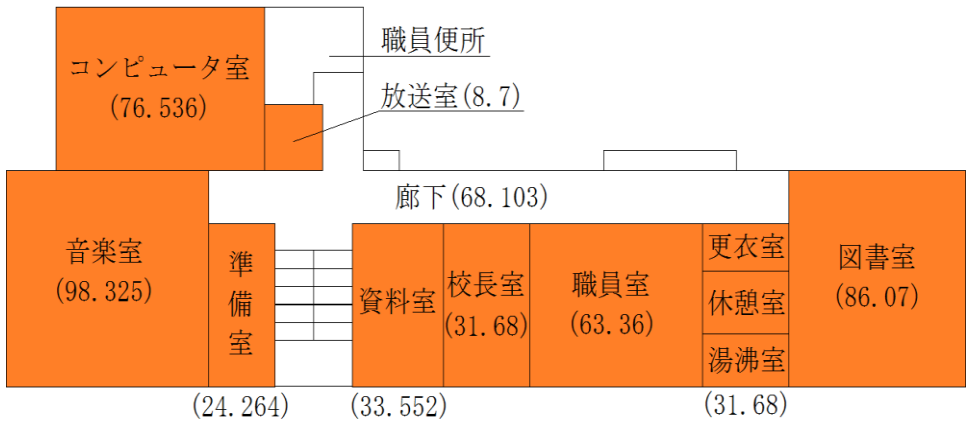 コンピュータ室
(76.536)
職員便所
放送室(8.7)
廊下(68.103)
音楽室
(98.325)
準備室
(24.264)
資料室
(33.552)
校長室
(31.68)
職員室
(63.36)
更衣室
休憩室
湯沸室
(31.68)
図書室
(86.07)